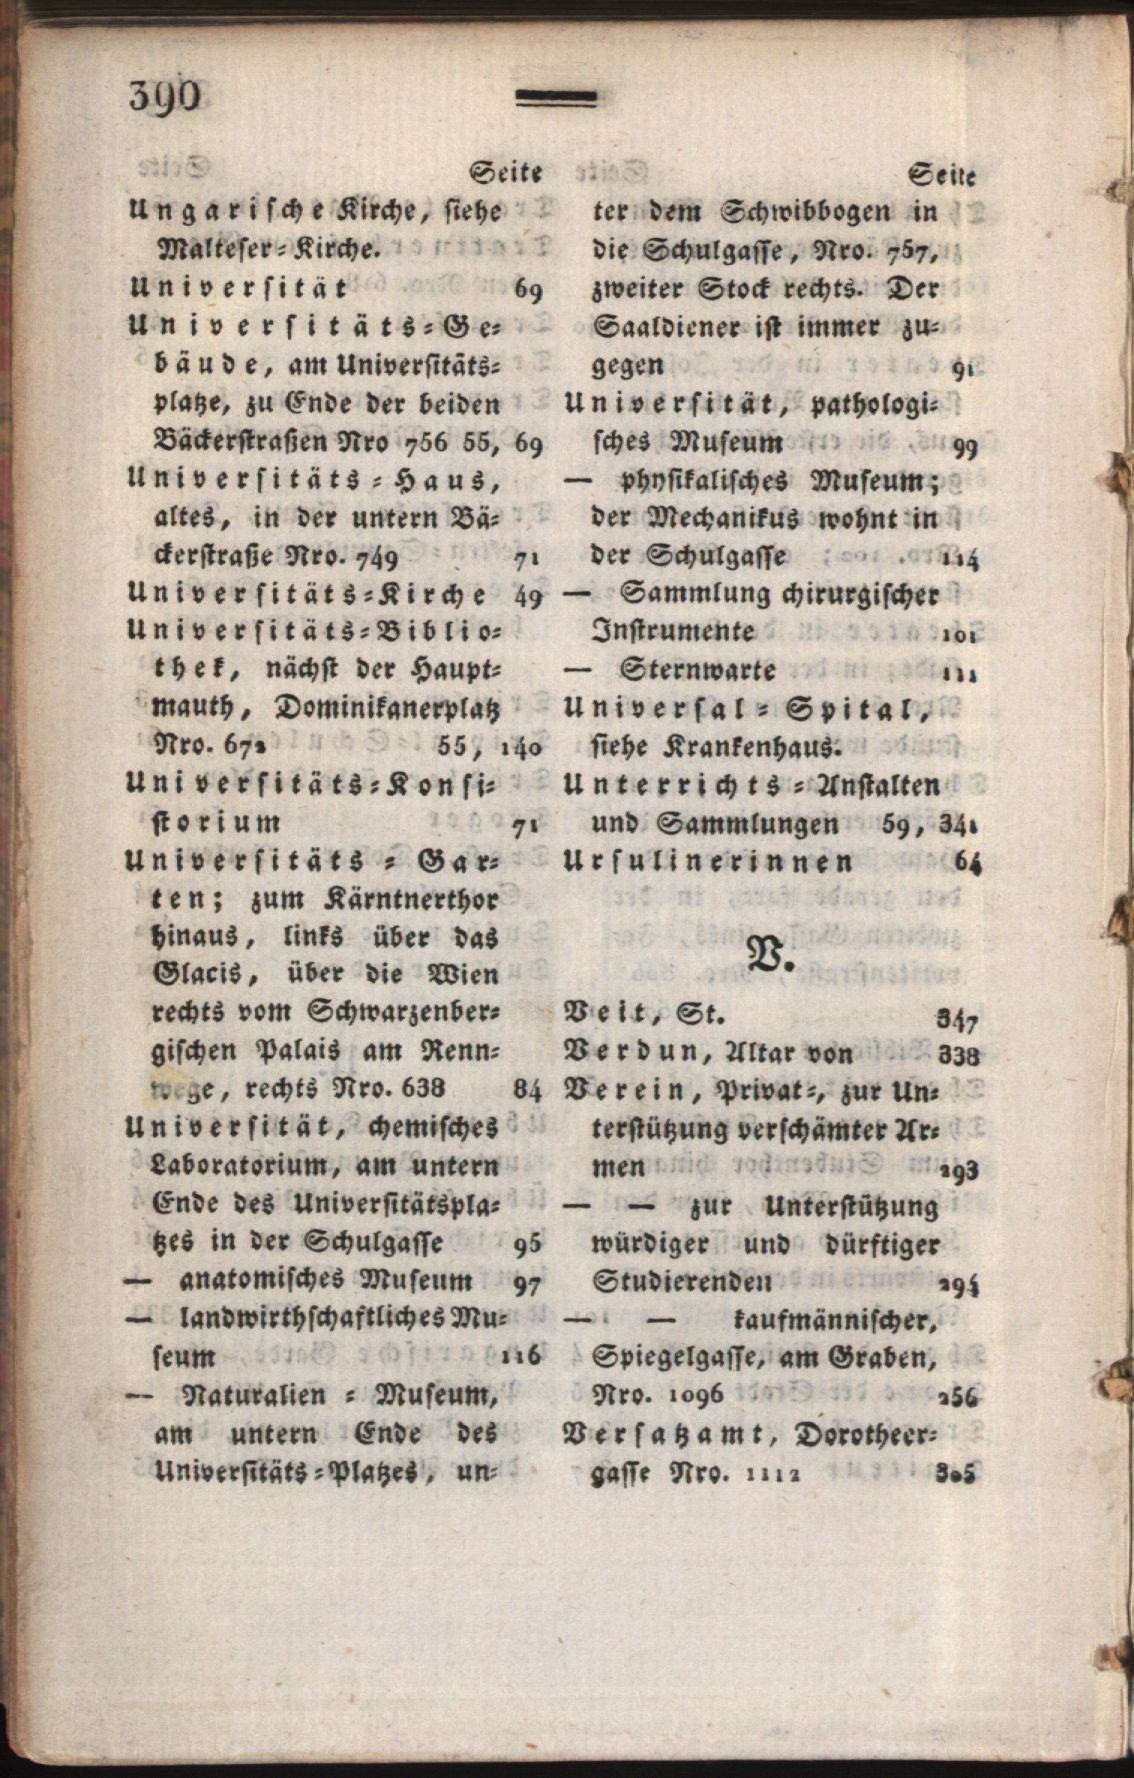 390
Seite
Ungarische Kirche, siehe
Malteser-Kirche.
Universität 69
Universitäts-Ge-
bäude, am Universitäts-
platze, zu Ende der beiden
Bäckerstraßen Nro 756 55, 69
Universitäts-Haus,
altes, in der untern Bä-
ckerstraße Nro. 749 71
Universitäts-Kirche 49
Universitäts-Biblio-
thek, nächst der Haupt-
mauth, Dominikanerplatz
Nro. 672 55, 140
Universitäts-Konsi-
storium 71
Universitäts-Gar-
ten; zum Kärntnerthor
hinaus, links über das
Glacis, über die Wien
rechts vom Schwarzenber-
gischen Palais am Renn-
wege, rechts Nro. 638 84
Universität, chemisches
Laboratorium, am untern
Ende des Universitätspla-
tzes in der Schulgasse 95
— anatomisches Museum 97
— landwirthschaftliches Mu-
seum 116
— Naturalien-Museum,
am untern Ende des
Universitäts-Platzes, un-
Seite
ter dem Schwibbogen in
die Schulgasse, Nro. 757,
zweiter Stock rechts. Der
Saaldiener ist immer zu-
gegen 91
Universität, pathologi-
sches Museum 99
— physikalisches Museum;
der Mechanikus wohnt in
der Schulgasse 114
— Sammlung chirurgischer
Instrumente 101
— Sternwarte 111
Universal-Spital,
siehe Krankenhaus.
Unterrichts-Anstalten
und Sammlungen 59, 341
Ursulinerinnen 64
V.
Veit, St. 347
Verdun, Altar von 338
Verein, Privat-, zur Un-
terstützung verschämter Ar-
men 293
— — zur Unterstützung
würdiger und dürftiger
Studierenden 294
— — kaufmännischer,
Spiegelgasse, am Graben,
Nro. 1096 256
Versatzamt, Dorotheer-
gasse Nro. 1112 305